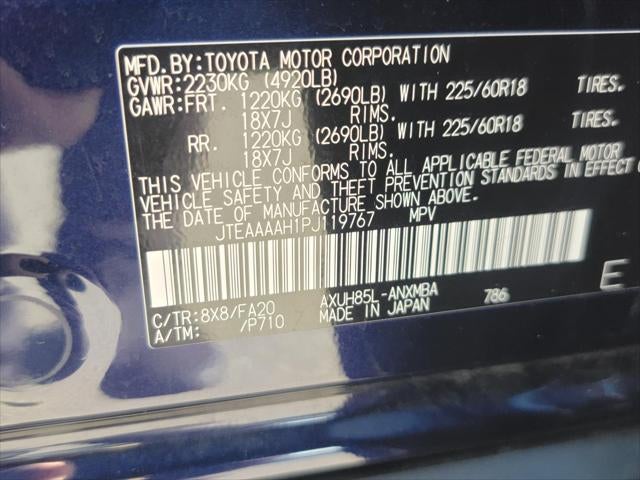 MFD.BY:TOYOTA MOTOR CORPORATION
GVWR:2230KG (4920LB)
GAWR:FRT. 1220KG (2690LB) WITH 225/60R18 TIRES.
18X7J RIMS.
RR. 1220KG (2690LB) WITH 225/60R18 TIRES.
18X7J RIMS.
THIS VEHICLE CONFORMS TO ALL APPLICABLE FEDERAL MOTOR
VEHICLE SAFETY AND THEFT PREVENTION STANDARDS IN EFFECT
THE DATE OF MANUFACTURE SHOWN ABOVE.
JTEAAAAH1PJ119767 MPV
C/TR:8X8/FA20 AXUH85L-ANXMBA 786 E
A/TM: /P710 MADE IN JAPAN